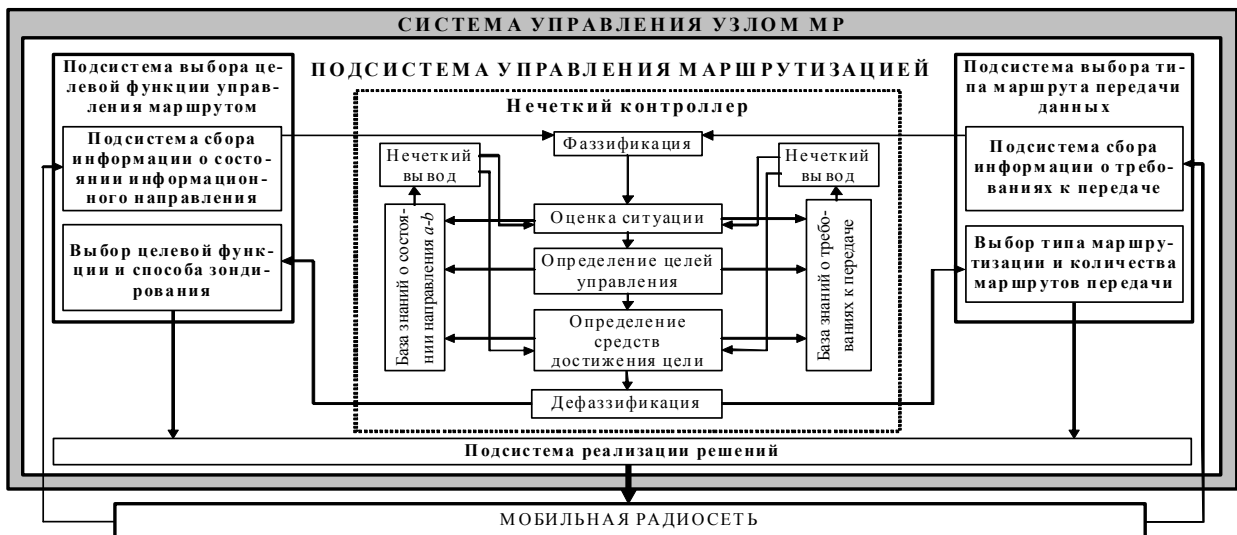 СИСТЕМА УПРАВЛЕНИЯ УЗЛОМ МР
Подсистема выбора це-
левой функции управ-
ления маршрутом
Подсистема сбора
информации о состо-
янии информацион-
ного направления
Выбор целевой функ-
ции и способа зонди-
рования
ПОДСИСТЕМА УПРАВЛЕНИЯ МАРШРУТИЗАЦИЕЙ
Нечеткий контроллер
Фаззификация
Нечеткий
вывод
Нечеткий
вывод
База знаний о состоя-
нии направления a-b
Оценка ситуации
Определение целей
управления
Определение
средств
достижения цели
Дефаззификация
База знаний о требо-
ваниях к передаче
Подсистема выбора ти-
па маршрута передачи
данных
Подсистема сбора
информации о требо-
ваниях к передаче
Выбор типа маршру-
тизации и количества
маршрутов передачи
Подсистема реализации решений
МОБИЛЬНАЯ РАДИОСЕТЬ